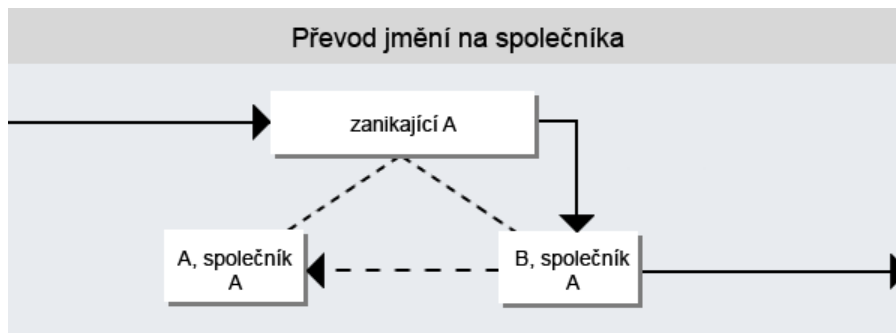 Převod jmění na společníka
zanikající A
A, společník
A
B, společník
A